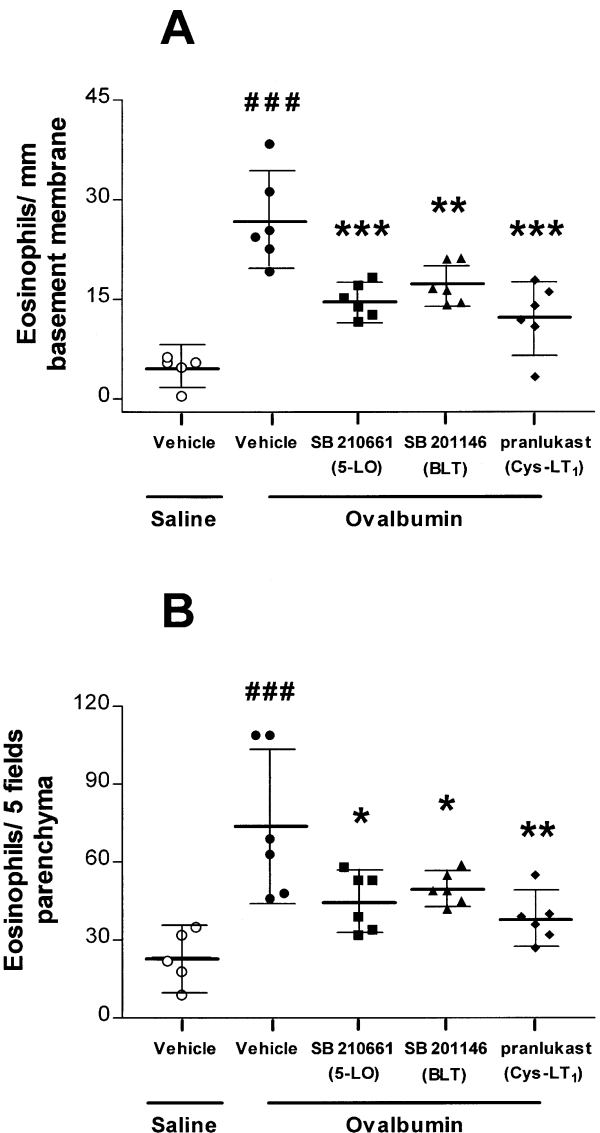 A
45
30
15
0
Eosinophils/ mm
basement membrane
###
***
**
***
Vehicle Vehicle SB 210661 SB 201146 pranlukast
(5-LO) (BLT) (Cys-LT₁)
Saline Ovalbumin
B
120
90
60
30
0
Eosinophils/ 5 fields
parenchyma
###
*
*
**
Vehicle Vehicle SB 210661 SB 201146 pranlukast
(5-LO) (BLT) (Cys-LT₁)
Saline Ovalbumin